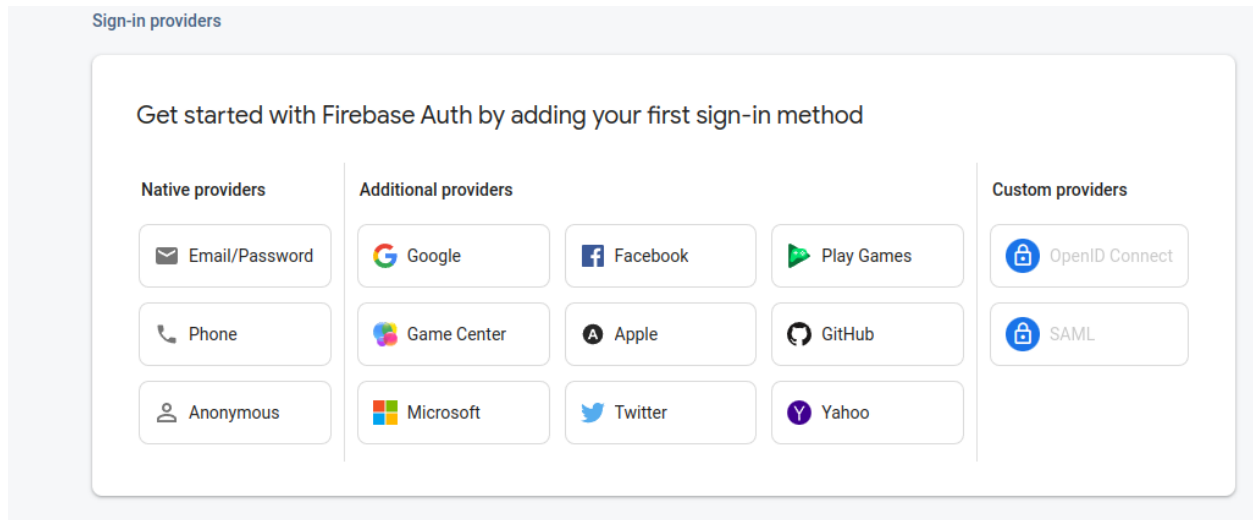 Sign-in providers
Get started with Firebase Auth by adding your first sign-in method
Native providers
Additional providers
Custom providers
Email/Password
Google
Facebook
Play Games
OpenID Connect
Phone
Game Center
Apple
GitHub
SAML
Anonymous
Microsoft
Twitter
Yahoo